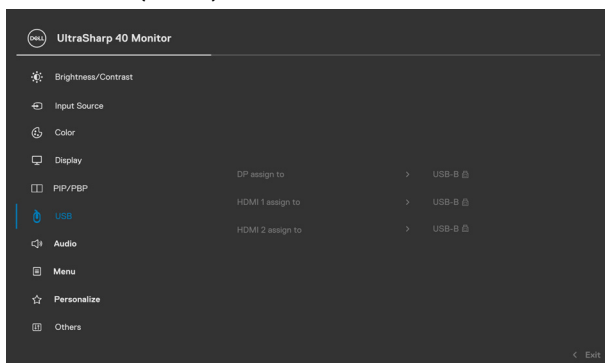 DELL
UltraSharp 40 Monitor
Brightness/Contrast
Input Source
Color
Display
DP assign to > USB-B
PIP/PBP
HDMI 1 assign to > USB-B
USB
HDMI 2 assign to > USB-B
Audio
Menu
Personalize
Others
< Exit